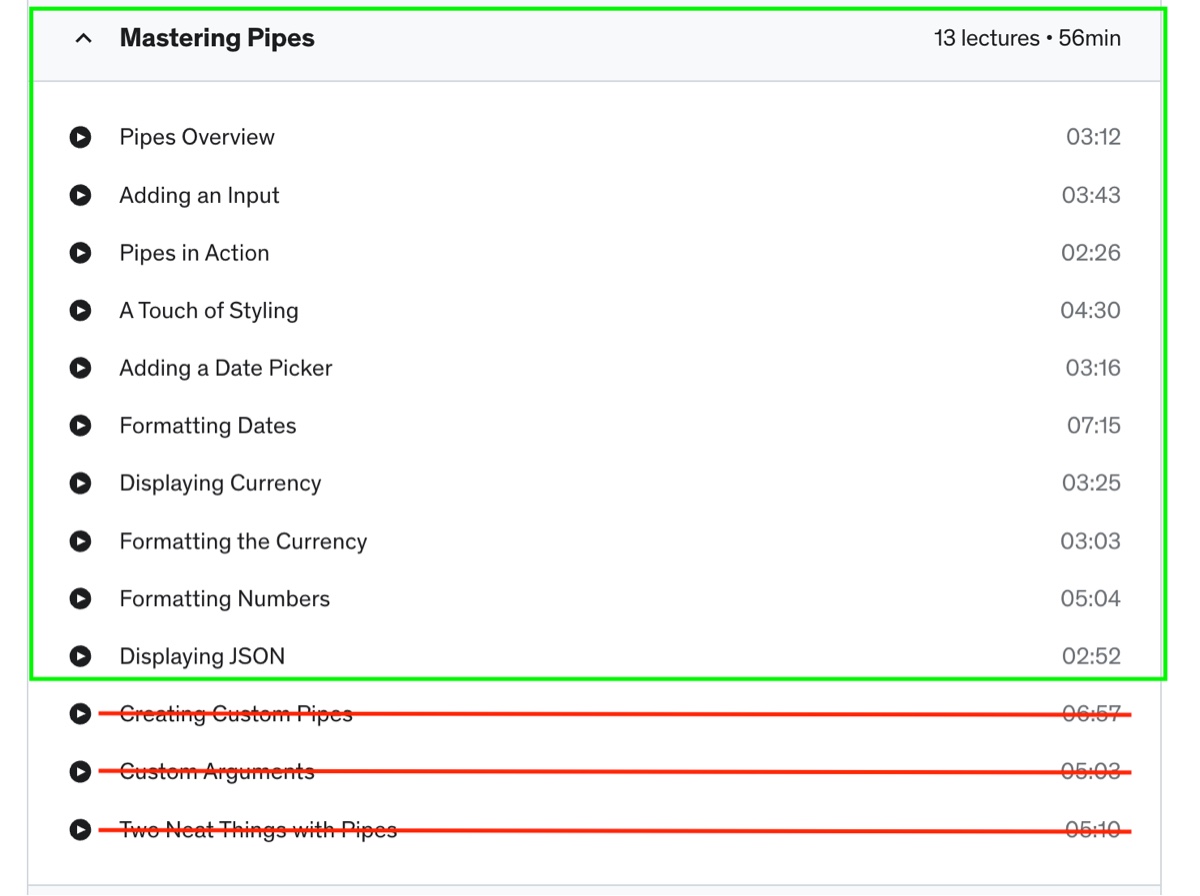 Mastering Pipes 13 lectures • 56min
Pipes Overview 03:12
Adding an Input 03:43
Pipes in Action 02:26
A Touch of Styling 04:30
Adding a Date Picker 03:16
Formatting Dates 07:15
Displaying Currency 03:25
Formatting the Currency 03:03
Formatting Numbers 05:04
Displaying JSON 02:52
Creating Custom Pipes 06:57
Custom Arguments 05:03
Two Neat Things with Pipes 05:10